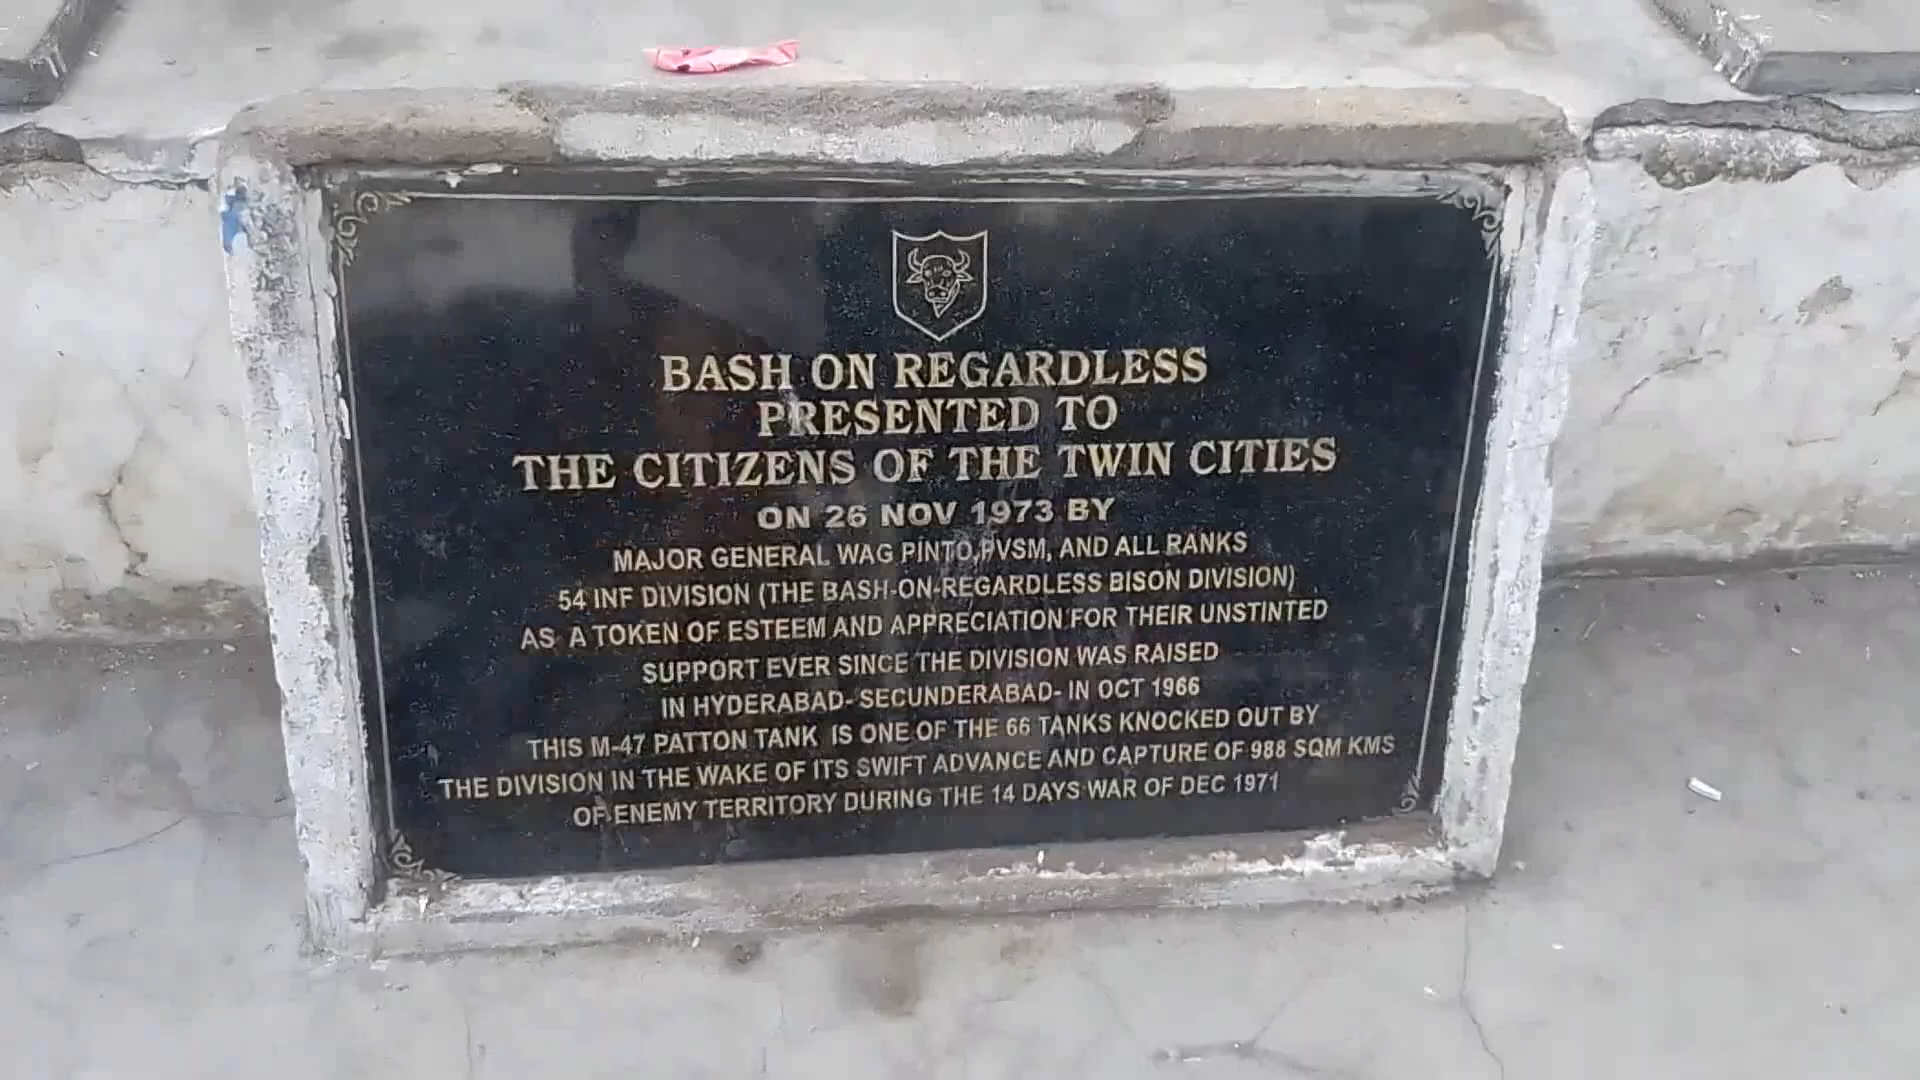 BASH ON REGARDLESS
PRESENTED TO
THE CITIZENS OF THE TWIN CITIES
ON 26 NOV 1973 BY
MAJOR GENERAL WAG PINTO,PVSM, AND ALL RANKS
54 INF DIVISION (THE BASH-ON-REGARDLESS BISON DIVISION)
AS A TOKEN OF ESTEEM AND APPRECIATION FOR THEIR UNSTINTED
SUPPORT EVER SINCE THE DIVISION WAS RAISED
IN HYDERABAD- SECUNDERABAD- IN OCT 1966
THIS M-47 PATTON TANK IS ONE OF THE 66 TANKS KNOCKED OUT BY
THE DIVISION IN THE WAKE OF ITS SWIFT ADVANCE AND CAPTURE OF 988 SQM KMS
OF ENEMY TERRITORY DURING THE 14 DAYS WAR OF DEC 1971